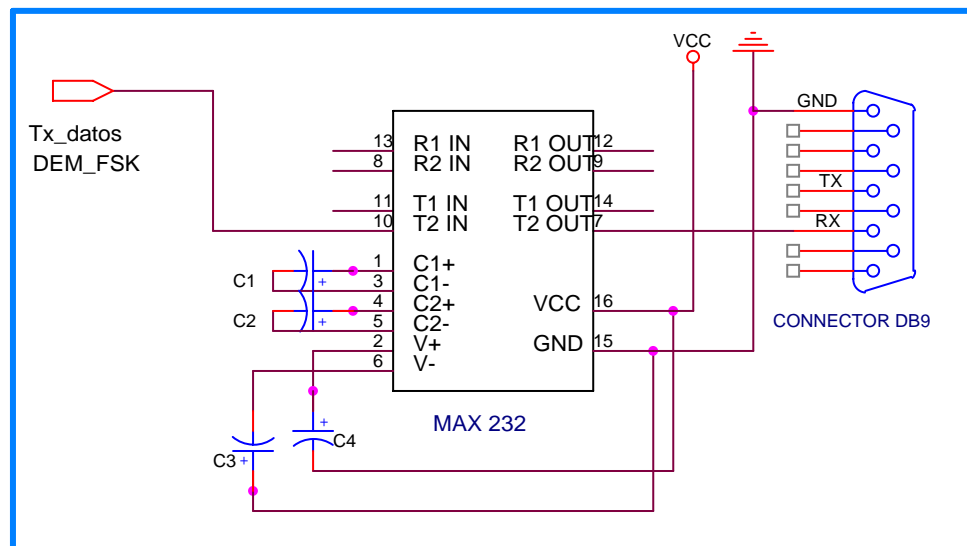 VCC
GND
TX
RX
CONNECTOR DB9
Tx_datos
DEM_FSK
13 R1 IN R1 OUT 12
8 R2 IN R2 OUT 9
11 T1 IN T1 OUT 14
10 T2 IN T2 OUT 7
1 C1+
3 C1-
4 C2+ VCC 16
5 C2-
2 V+ GND 15
6 V-
C1
+
C2
+
MAX 232
C3
+
C4
+